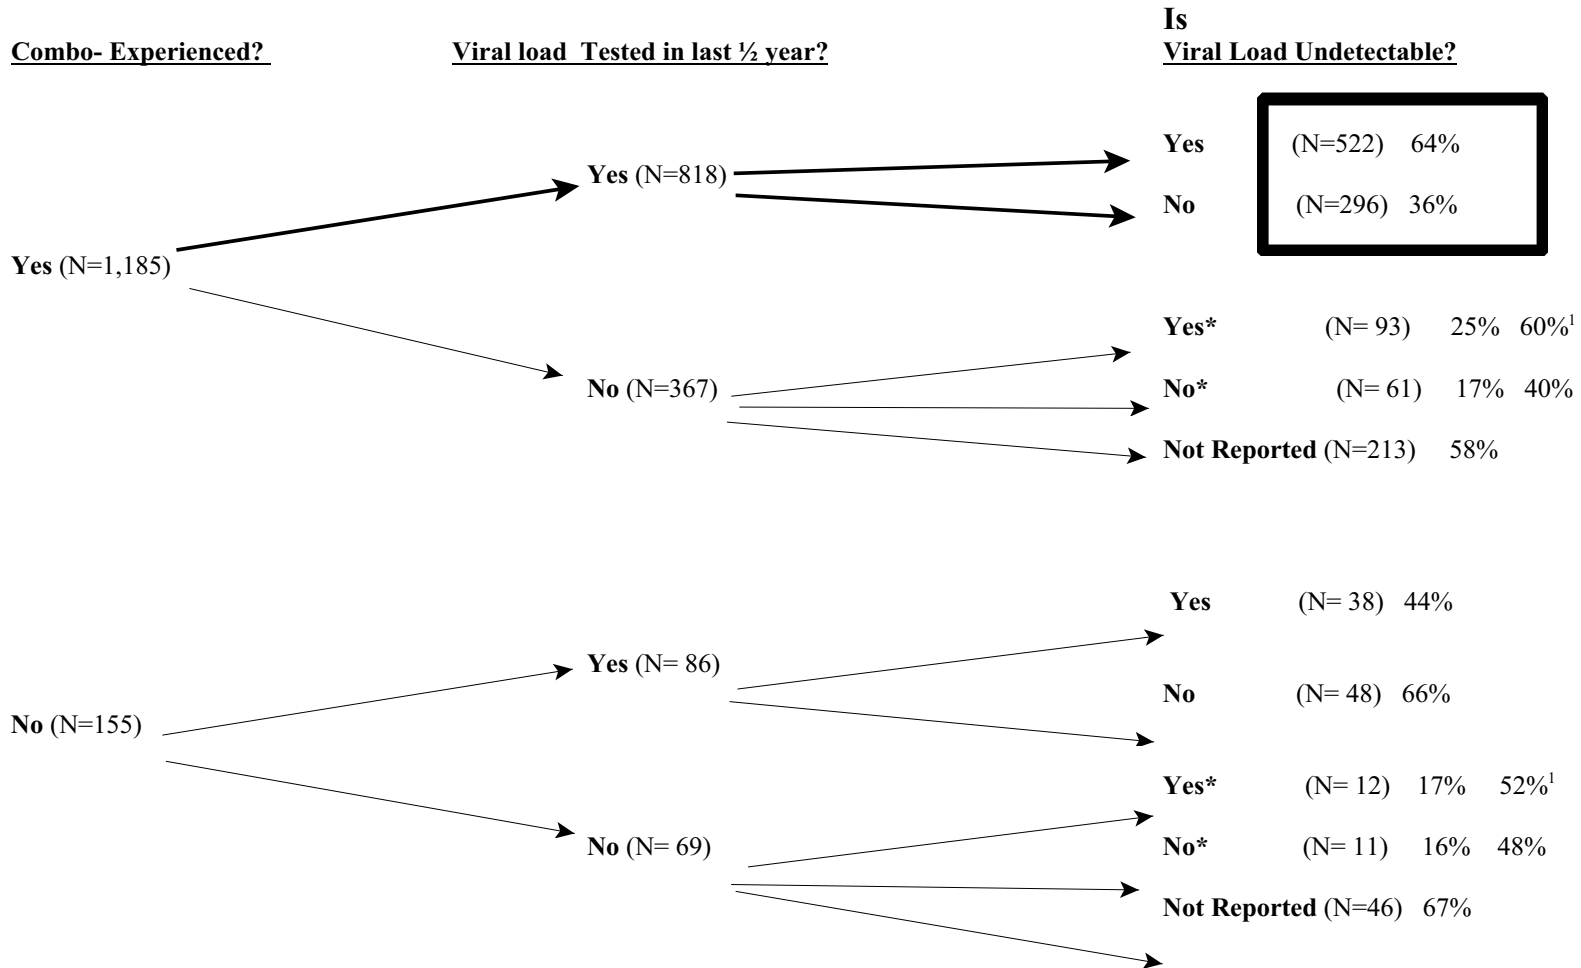 Is
Combo- Experienced? Viral load Tested in last ½ year? Viral Load Undetectable?
Yes (N=522) 64%
Yes (N=818)
No (N=296) 36%
Yes (N=1,185)
Yes* (N= 93) 25% 60%¹
No (N=367) No* (N= 61) 17% 40%
Not Reported (N=213) 58%
Yes (N= 38) 44%
Yes (N= 86)
No (N= 48) 66%
No (N=155)
Yes* (N= 12) 17% 52%¹
No (N= 69) No* (N= 11) 16% 48%
Not Reported (N=46) 67%